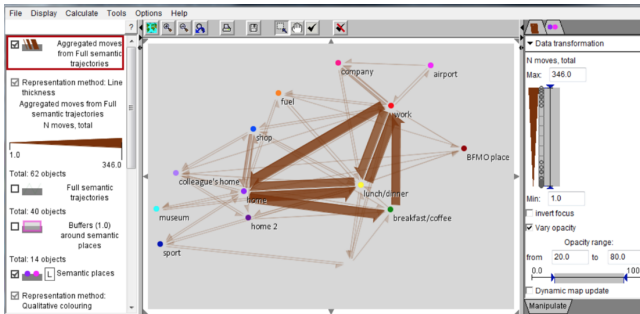 File Display Calculate Tools Options Help
?
Aggregated moves
from Full semantic
trajectories
Representation method: Line
thickness
Aggregated moves from Full
semantic trajectories
N moves, total
1.0
346.0
Total: 62 objects
Full semantic
trajectories
Total: 40 objects
Buffers (1.0)
around semantic
places
Total: 14 objects
L Semantic places
Representation method:
Qualitative colouring
company
airport
fuel
work
shop
BFMO place
colleague's home
home
lunch/dinner
museum
home 2
breakfast/coffee
sport
Data transformation
N moves, total
Max: 346.0
Min: 1.0
invert focus
Vary opacity
Opacity range:
from 20.0 to 80.0
0.0 100
Dynamic map update
Manipulate